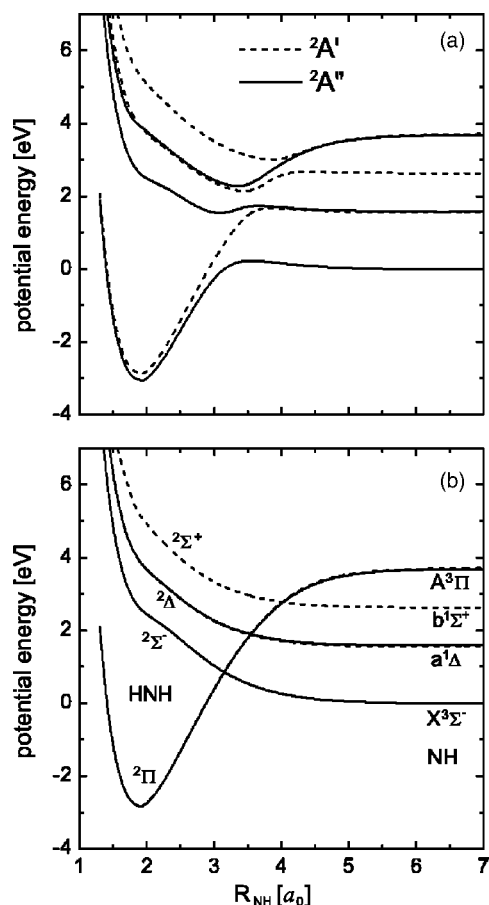 (a)
²A'
²A"
potential energy [eV]
6
4
2
0
-2
-4
(b)
²Σ⁺
²Δ
²Σ⁻
HNH
²Π
A³Π
b¹Σ⁺
a¹Δ
X³Σ⁻
NH
potential energy [eV]
6
4
2
0
-2
-4
1 2 3 4 5 6 7
R_NH [a₀]